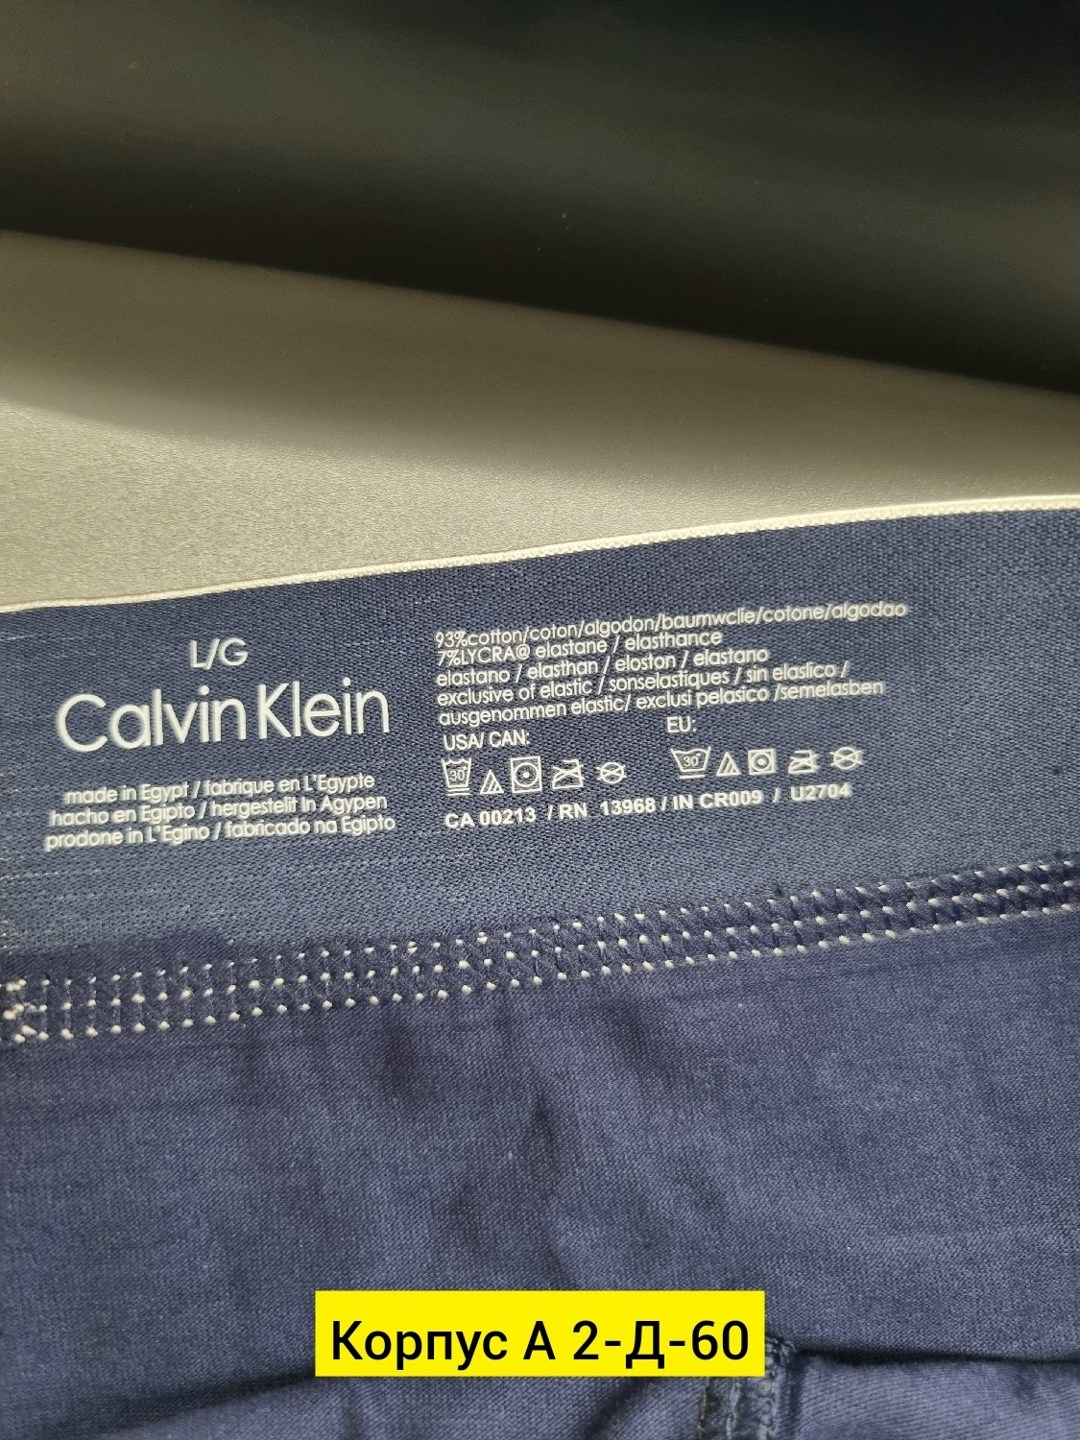 L/G
Calvin Klein
made in Egypt / fabrique en L'Egypte
hacho en Egipto / hergestelit In Agypen
prodone in L'Egino / fabricado na Egipto
93%cotton/coton/algodon/baumwclie/cotone/algodao
7%LYCRA@ elastane / elasthance
elastano / elasthan / eloston / elastano
exclusive of elastic / sonselastiques / sin elaslico /
ausgenommen elastic/ exclusi pelasico /semelasben
USA/ CAN:
EU:
30
30
CA 00213 / RN 13968 / IN CR009 / U2704
Корпус А 2-Д-60